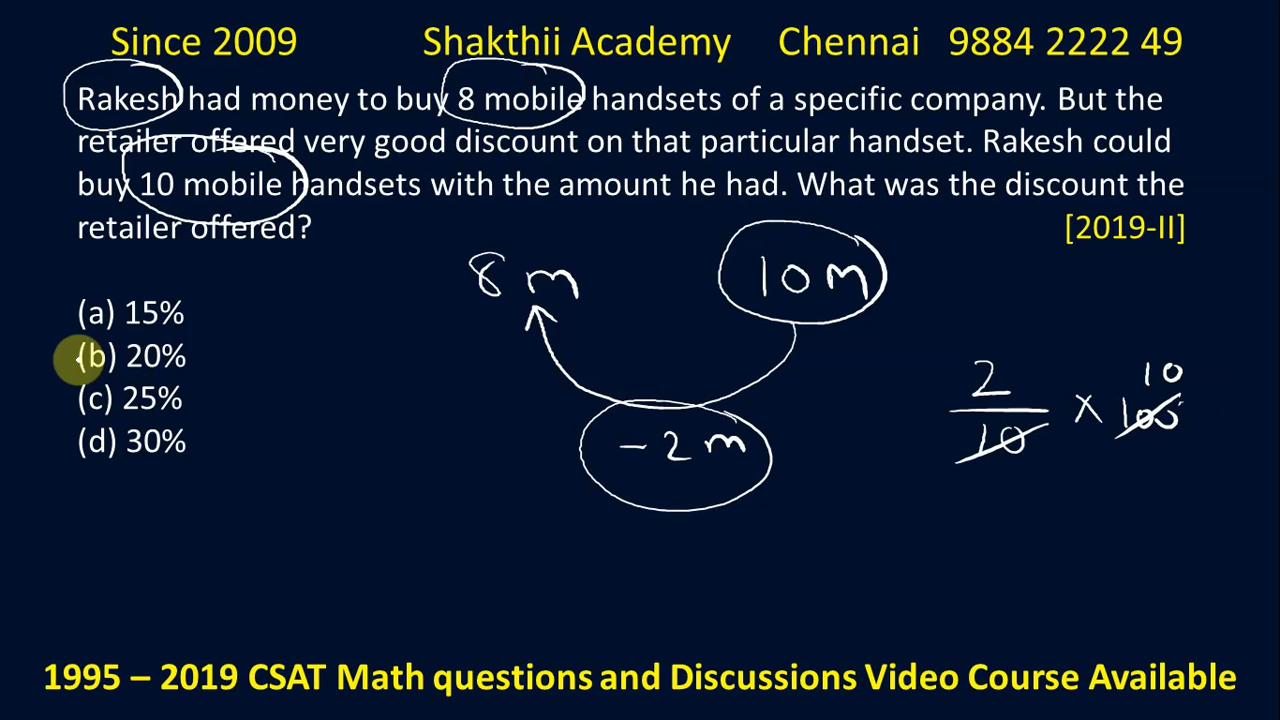 Since 2009 Shakthii Academy Chennai 9884 2222 49
Rakesh had money to buy 8 mobile handsets of a specific company. But the
retailer offered very good discount on that particular handset. Rakesh could
buy 10 mobile handsets with the amount he had. What was the discount the
retailer offered? [2019-II]
8 m 10 m
(a) 15%
(b) 20%
(c) 25%
(d) 30%
- 2 m
2 10
10 × 100
1995 – 2019 CSAT Math questions and Discussions Video Course Available